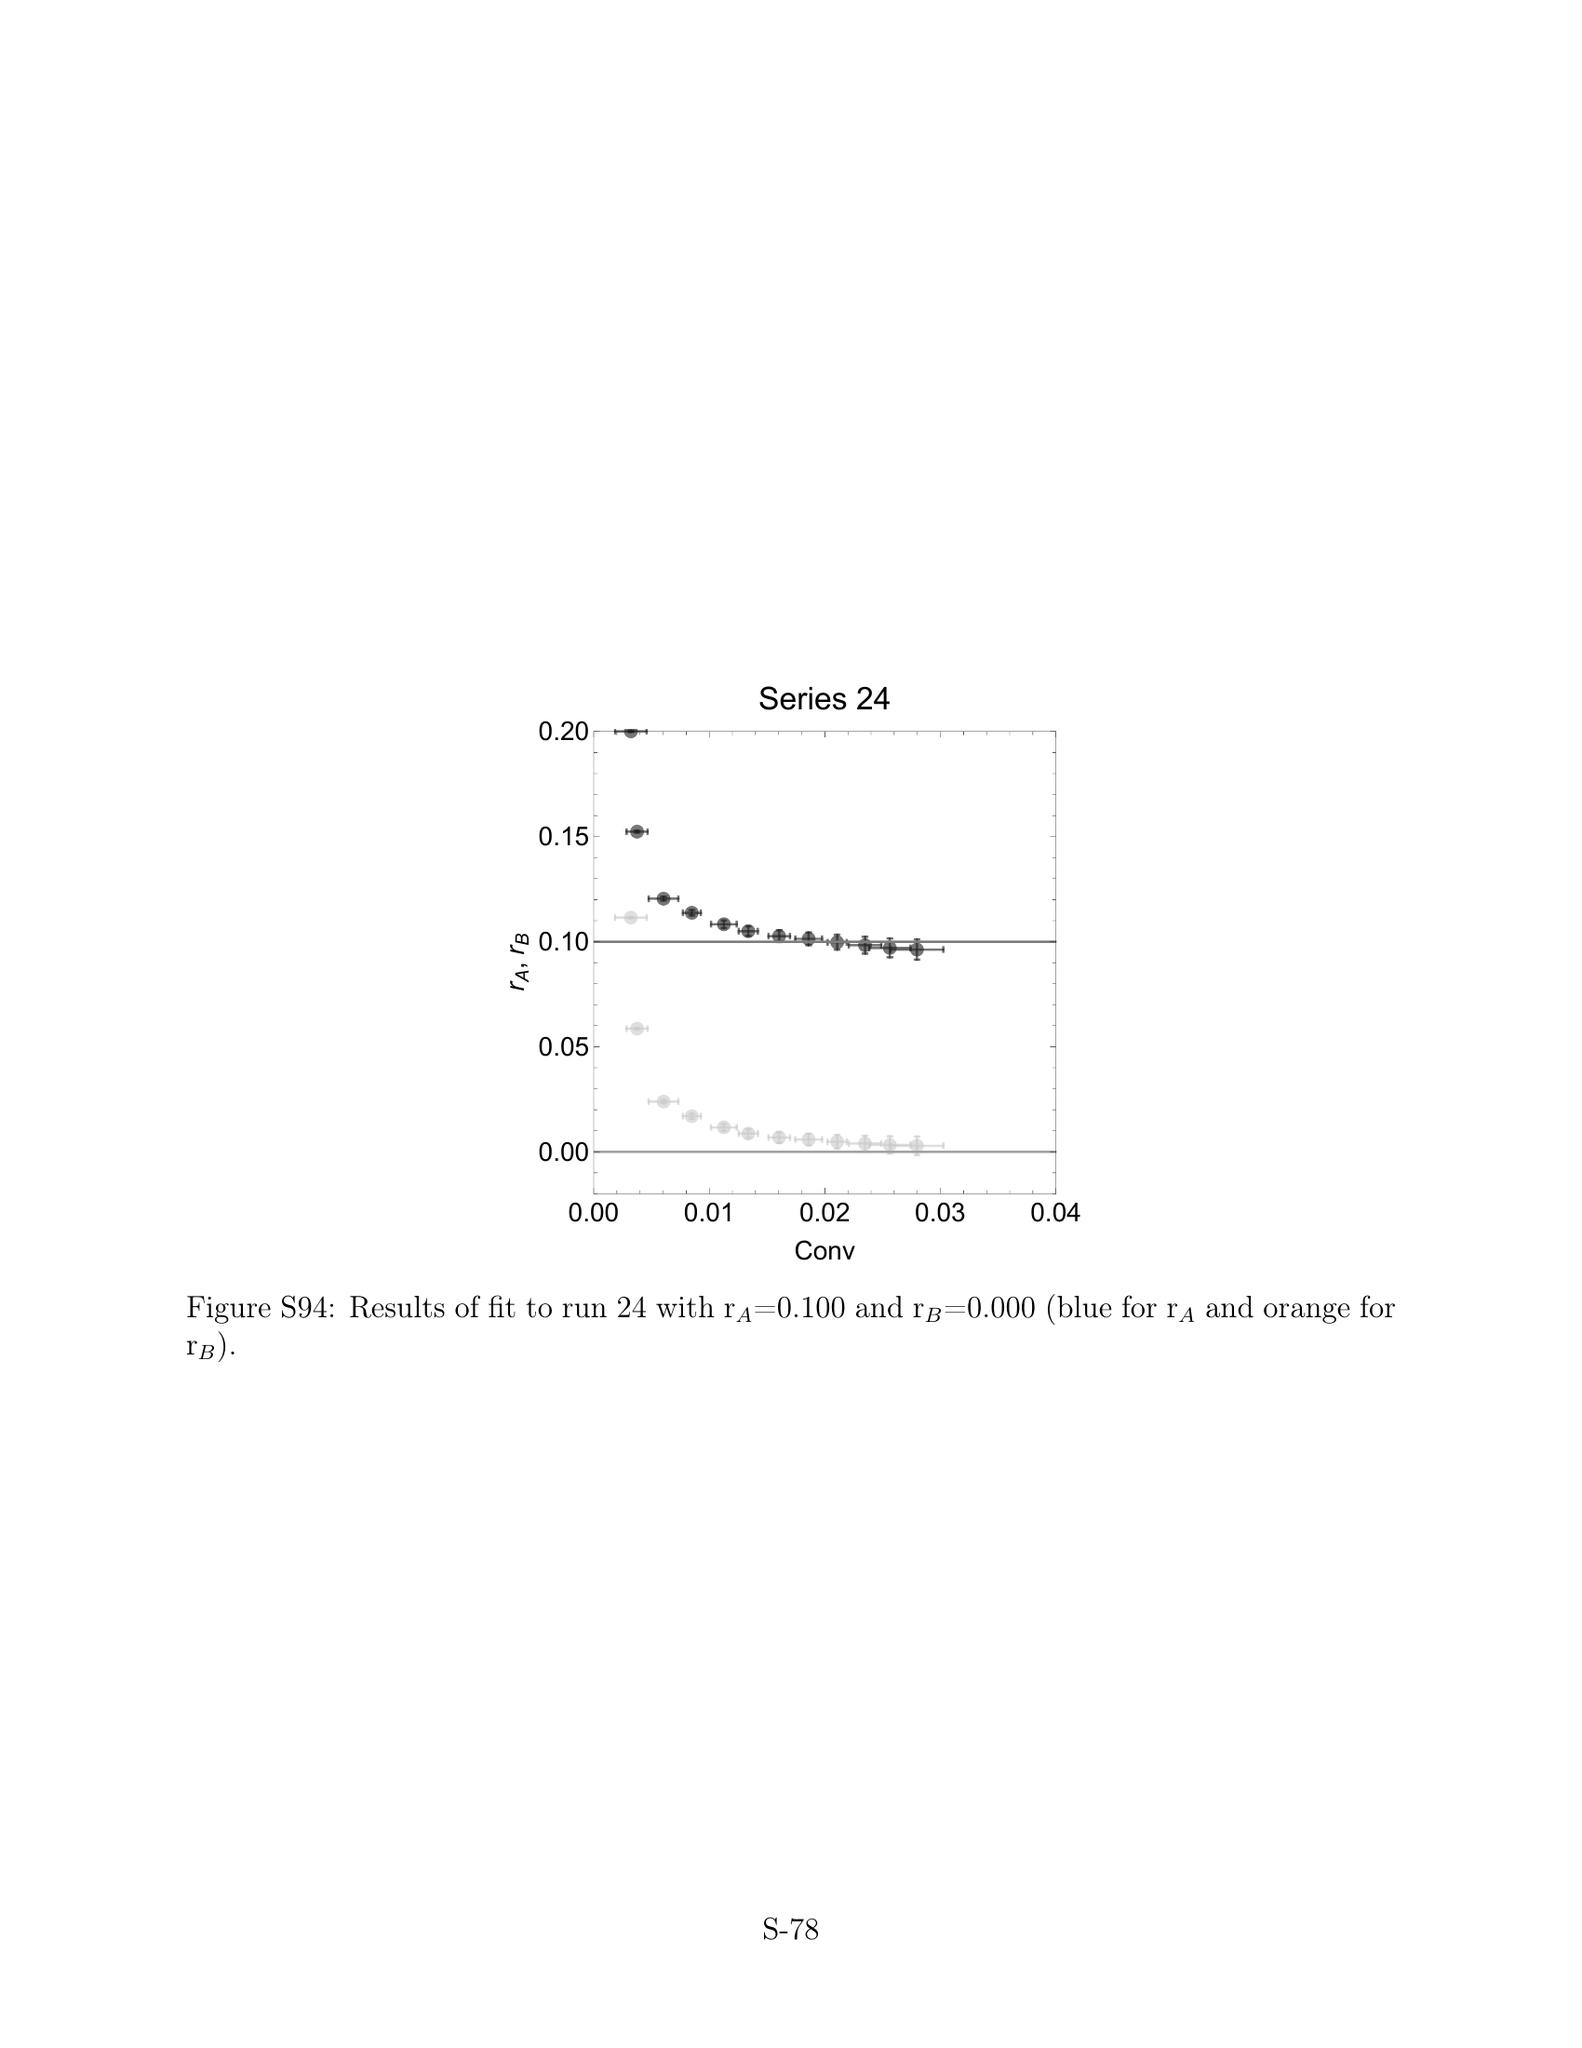 Series 24
0.20
0.15
0.10
0.05
0.00
r_A, r_B
0.00 0.01 0.02 0.03 0.04
Conv
Figure S94: Results of fit to run 24 with r_A=0.100 and r_B=0.000 (blue for r_A and orange for
r_B).
S-78